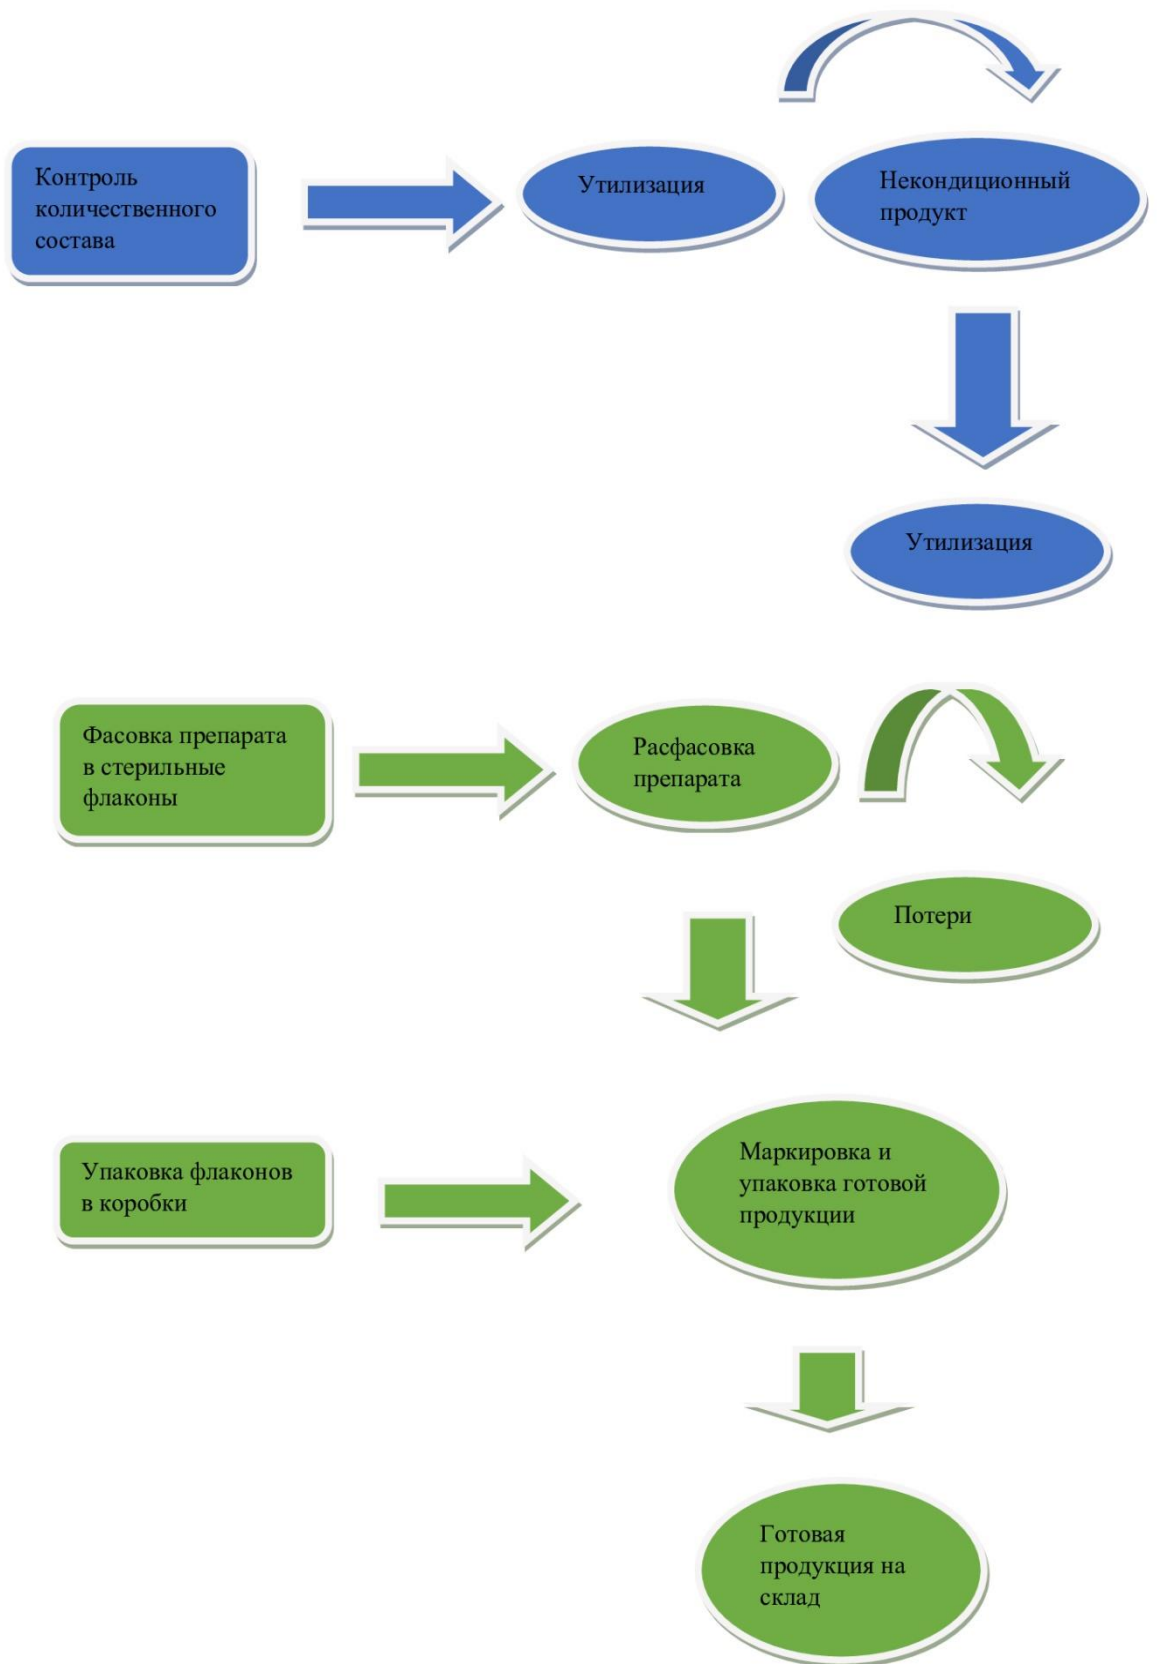 Контроль
количественного
состава
Утилизация
Некондиционный
продукт
Утилизация
Фасовка препарата
в стерильные
флаконы
Расфасовка
препарата
Потери
Упаковка флаконов
в коробки
Маркировка и
упаковка готовой
продукции
Готовая
продукция на
склад